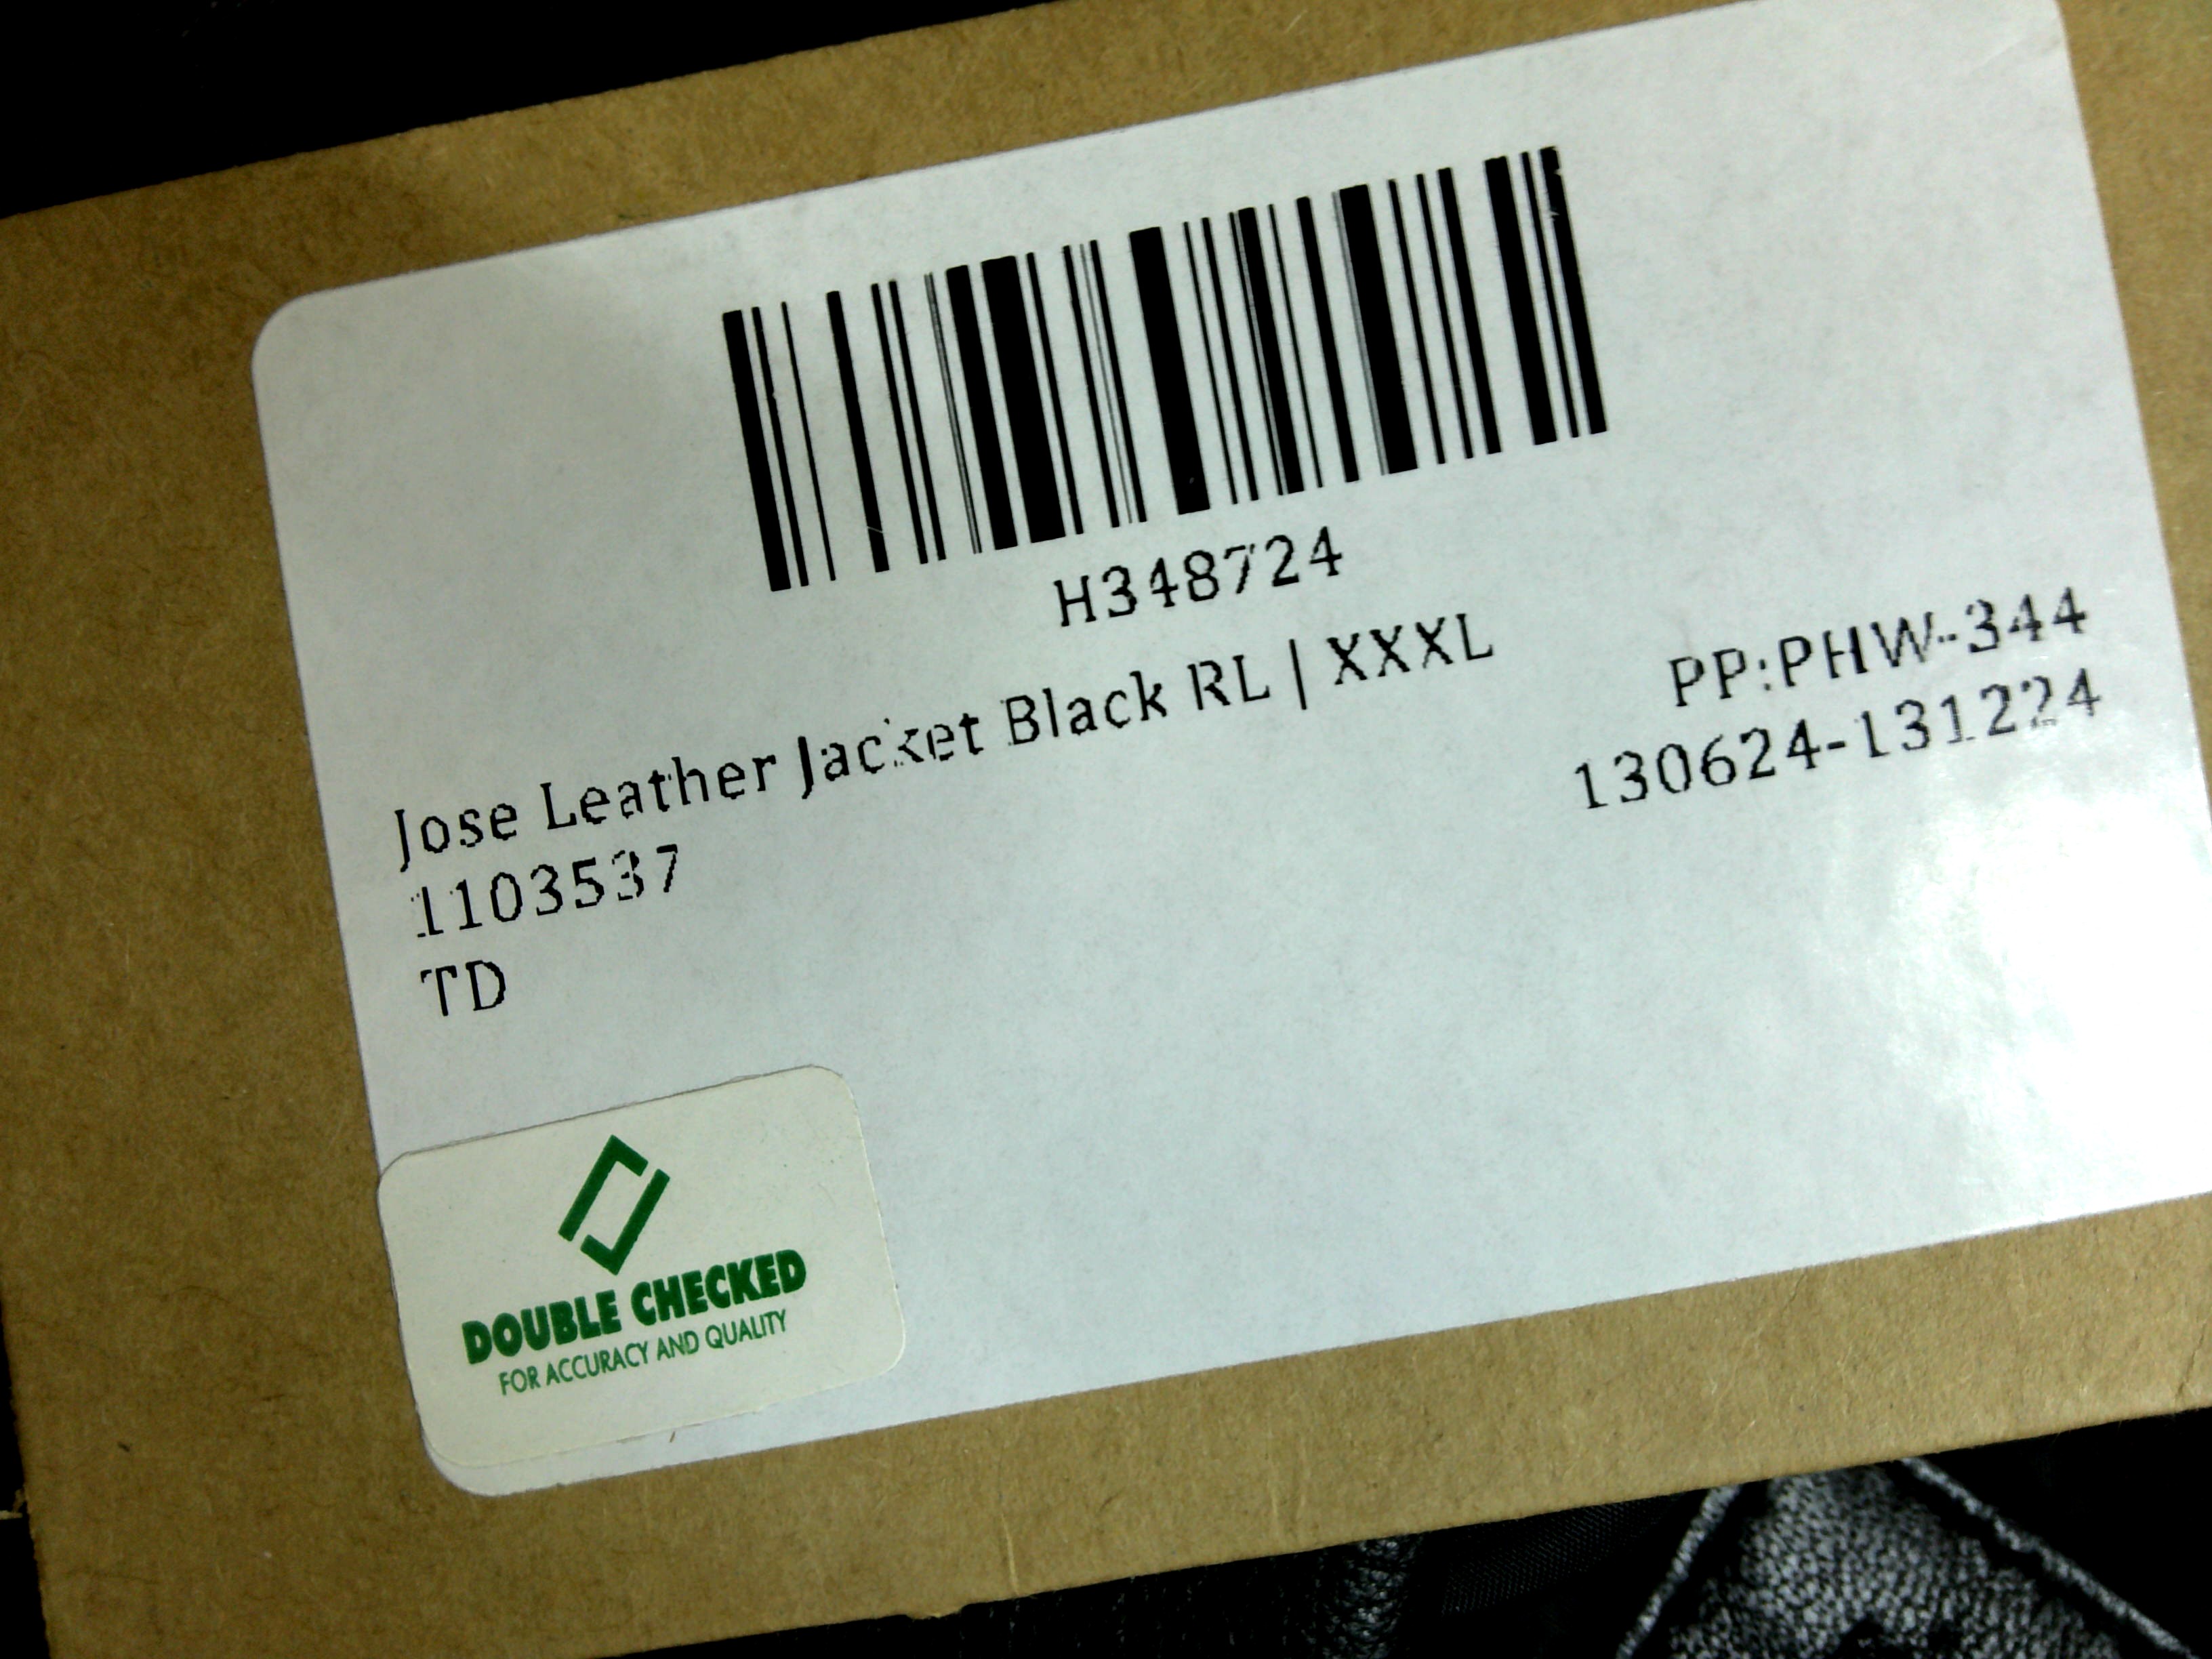 H348724
Jose Leather Jacket Black RL | XXXL
PP:PHW-344
1103537
130624-131224
TD
DOUBLE CHECKED
FOR ACCURACY AND QUALITY